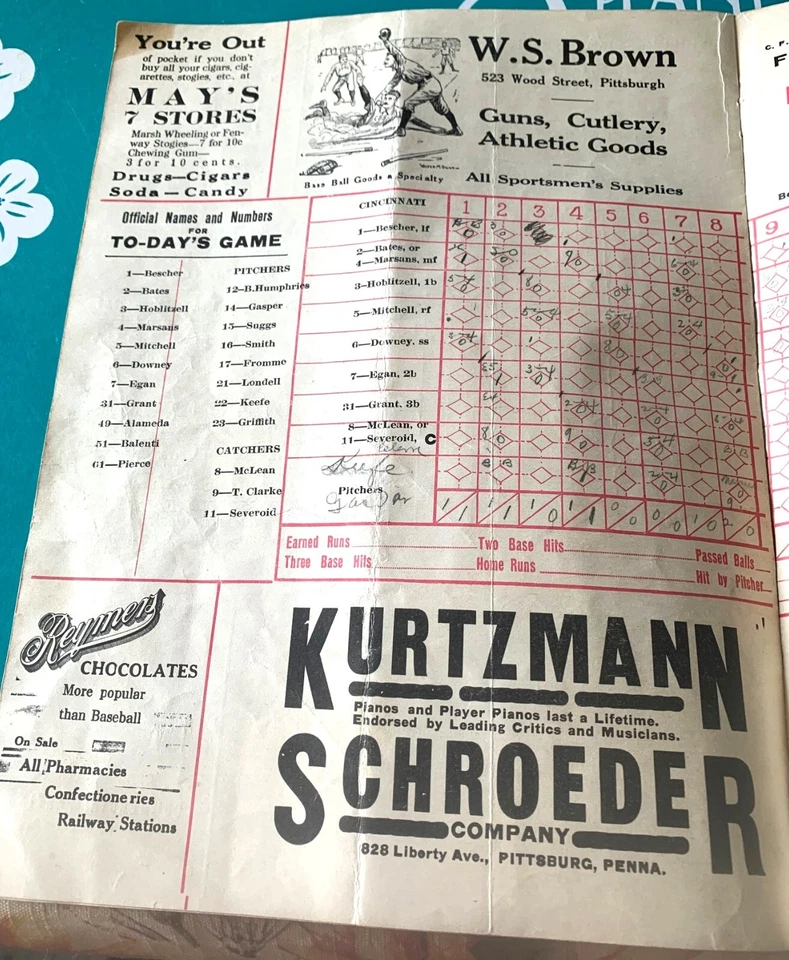 You're Out
of pocket if you don't
buy all your cigars, cig-
arettes, stogies, etc., at
MAY'S
7 STORES
Marsh Wheeling or Fen-
way Stogies—7 for 10c
Chewing Gum—
3 for 10 cents.
Drugs—Cigars
Soda—Candy
Base Ball Goods a Specialty
W.S. Brown
523 Wood Street, Pittsburgh
Guns, Cutlery,
Athletic Goods
All Sportsmen's Supplies
Official Names and Numbers
FOR
TO-DAY'S GAME
1—Bescher
2—Bates
3—Hoblitzell
4—Marsans
5—Mitchell
6—Downey
7—Egan
31—Grant
49—Alameda
51—Balenti
61—Pierce
PITCHERS
12—B.Humphries
14—Gasper
15—Suggs
16—Smith
17—Fromme
21—Londell
22—Keefe
23—Griffith
CATCHERS
8—McLean
9—T. Clarke
11—Severoid
CINCINNATI 1 2 3 4 5 6 7 8 9
1—Bescher, lf
2—Bates, or
4—Marsans, mf
3—Hoblitzell, 1b
5—Mitchell, rf
6—Downey, ss
7—Egan, 2b
31—Grant, 3b
8—McLean, or
11—Severoid, C
Keefe
Pitchers
Gasper
Earned Runs Two Base Hits Passed Balls
Three Base Hits Home Runs Hit by Pitcher
Reymers
CHOCOLATES
More popular
than Baseball
On Sale
All Pharmacies
Confectioneries
Railway Stations
KURTZMANN
Pianos and Player Pianos last a Lifetime.
Endorsed by Leading Critics and Musicians.
SCHROEDER
COMPANY
828 Liberty Ave., PITTSBURG, PENNA.